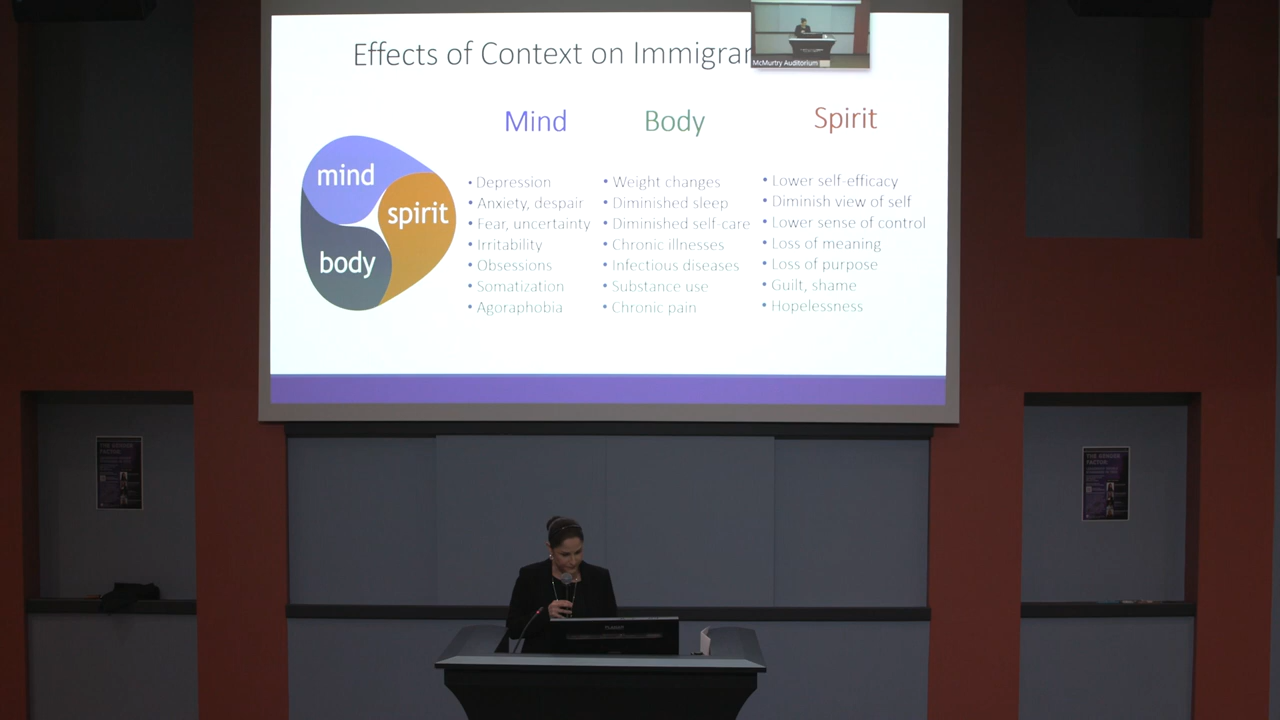 Effects of Context on Immigran
McMurtry Auditorium
Mind
Body
Spirit
mind
spirit
body
• Depression
• Anxiety, despair
• Fear, uncertainty
• Irritability
• Obsessions
• Somatization
• Agoraphobia
• Weight changes
• Diminished sleep
• Diminished self-care
• Chronic illnesses
• Infectious diseases
• Substance use
• Chronic pain
• Lower self-efficacy
• Diminish view of self
• Lower sense of control
• Loss of meaning
• Loss of purpose
• Guilt, shame
• Hopelessness